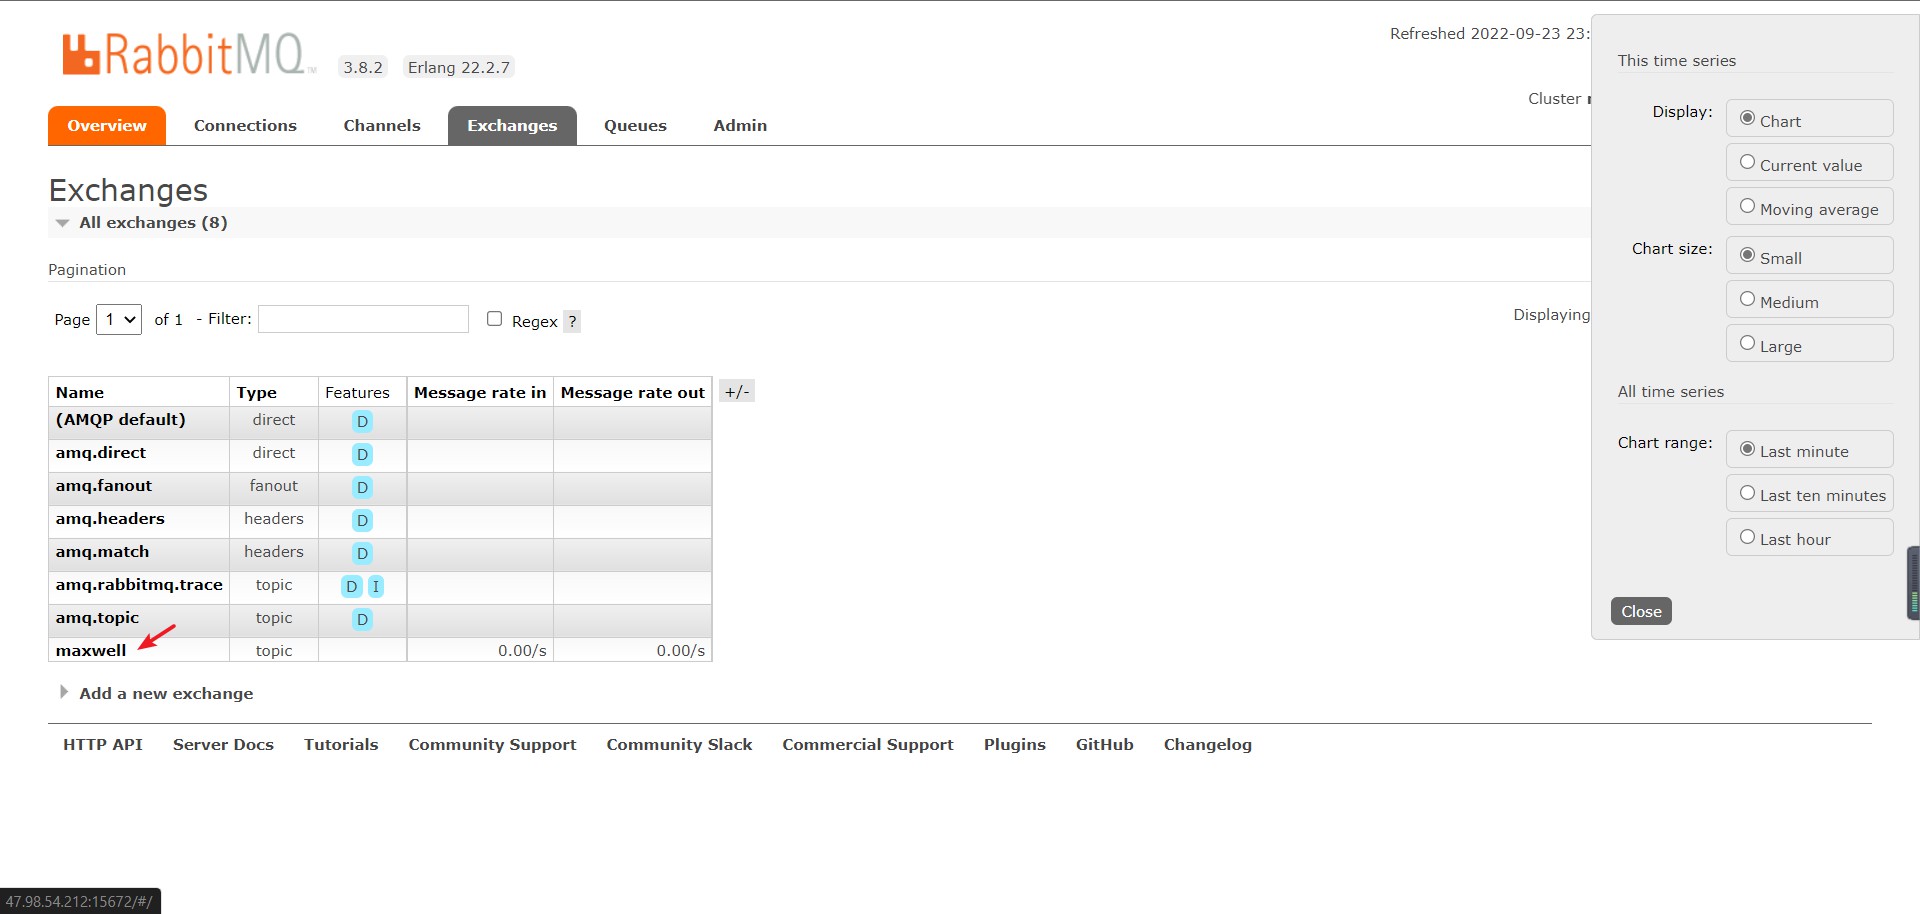 RabbitMQ™ 3.8.2 Erlang 22.2.7
Refreshed 2022-09-23 23:
Cluster
Overview Connections Channels Exchanges Queues Admin
Exchanges
All exchanges (8)
Pagination
Page 1 of 1 - Filter: Regex ?
Displaying
Name Type Features Message rate in Message rate out +/-
(AMQP default) direct D
amq.direct direct D
amq.fanout fanout D
amq.headers headers D
amq.match headers D
amq.rabbitmq.trace topic D I
amq.topic topic D
maxwell topic 0.00/s 0.00/s
Add a new exchange
HTTP API Server Docs Tutorials Community Support Community Slack Commercial Support Plugins GitHub Changelog
This time series
Display: Chart
Current value
Moving average
Chart size: Small
Medium
Large
All time series
Chart range: Last minute
Last ten minutes
Last hour
Close
47.98.54.212:15672/#/